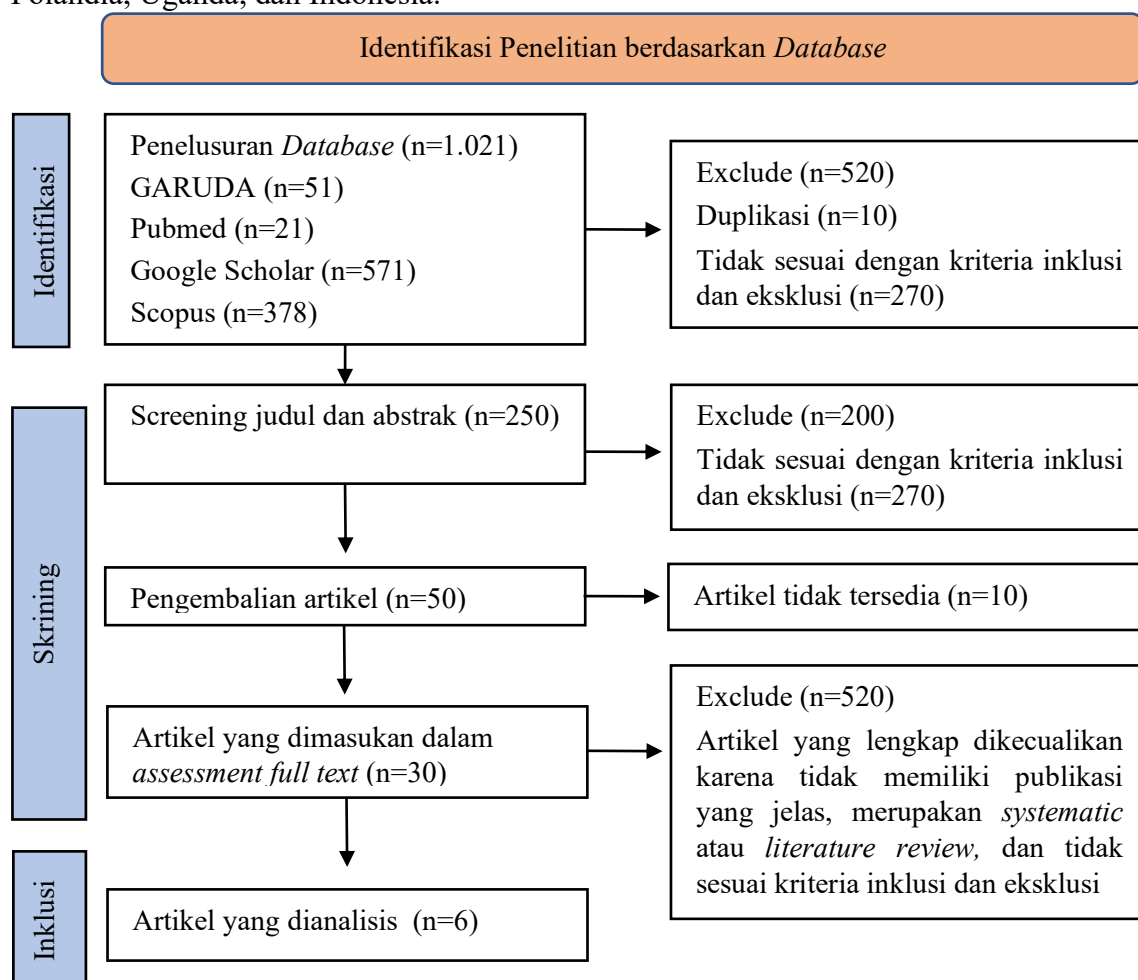 Polandia, Uganda, dan Indonesia.
Identifikasi Penelitian berdasarkan Database
Identifikasi
Penelusuran Database (n=1.021)
GARUDA (n=51)
Pubmed (n=21)
Google Scholar (n=571)
Scopus (n=378)
Exclude (n=520)
Duplikasi (n=10)
Tidak sesuai dengan kriteria inklusi
dan eksklusi (n=270)
Skrining
Screening judul dan abstrak (n=250)
Exclude (n=200)
Tidak sesuai dengan kriteria inklusi
dan eksklusi (n=270)
Pengembalian artikel (n=50)
Artikel tidak tersedia (n=10)
Artikel yang dimasukan dalam
assessment full text (n=30)
Exclude (n=520)
Artikel yang lengkap dikecualikan
karena tidak memiliki publikasi
yang jelas, merupakan systematic
atau literature review, dan tidak
sesuai kriteria inklusi dan eksklusi
Inklusi
Artikel yang dianalisis (n=6)